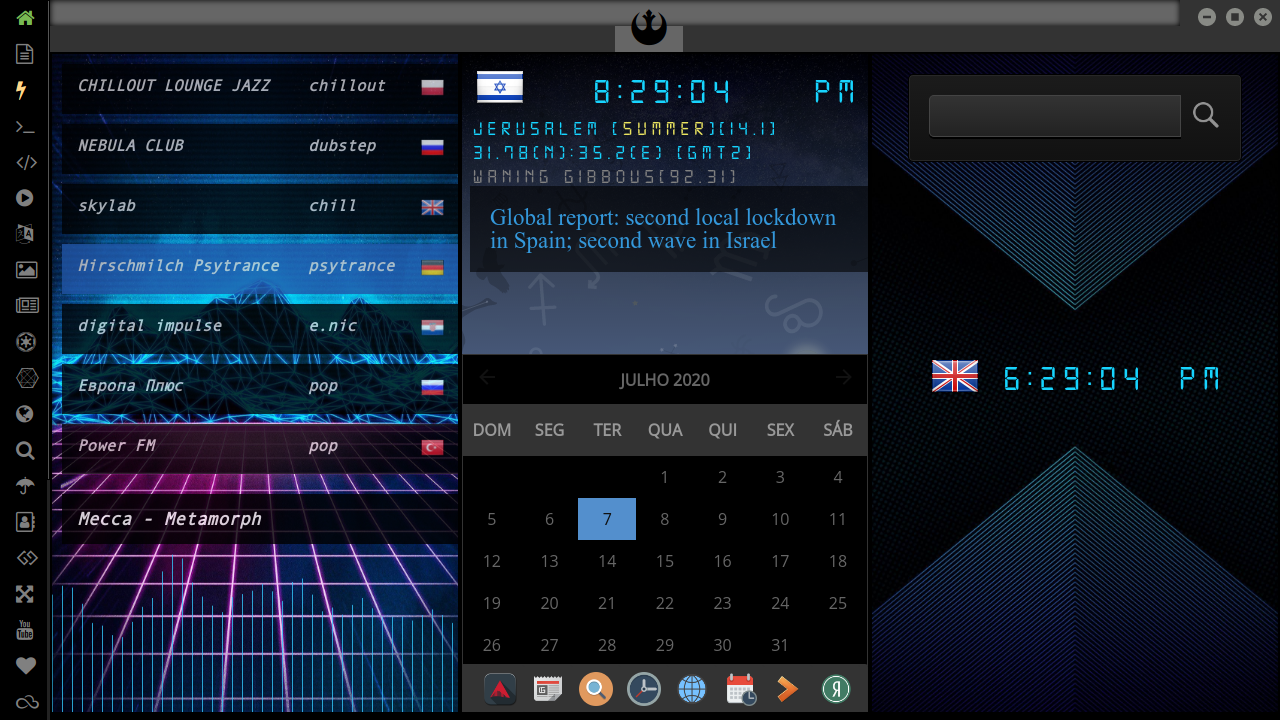 CHILLOUT LOUNGE JAZZ chillout
NEBULA CLUB dubstep
skylab chill
Hirschmilch Psytrance psytrance
digital impulse e.nic
Европа Плюс pop
Power FM pop
Mecca - Metamorph
8:29:04 PM
JERUSALEM (SUMMER)(14.1)
31.78(N):35.2(E) (GMT2)
WANING GIBBOUS(92.31)
Global report: second local lockdown
in Spain; second wave in Israel
JULHO 2020
DOM SEG TER QUA QUI SEX SÁB
1 2 3 4
5 6 7 8 9 10 11
12 13 14 15 16 17 18
19 20 21 22 23 24 25
26 27 28 29 30 31
6:29:04 PM
You
Tube
Я